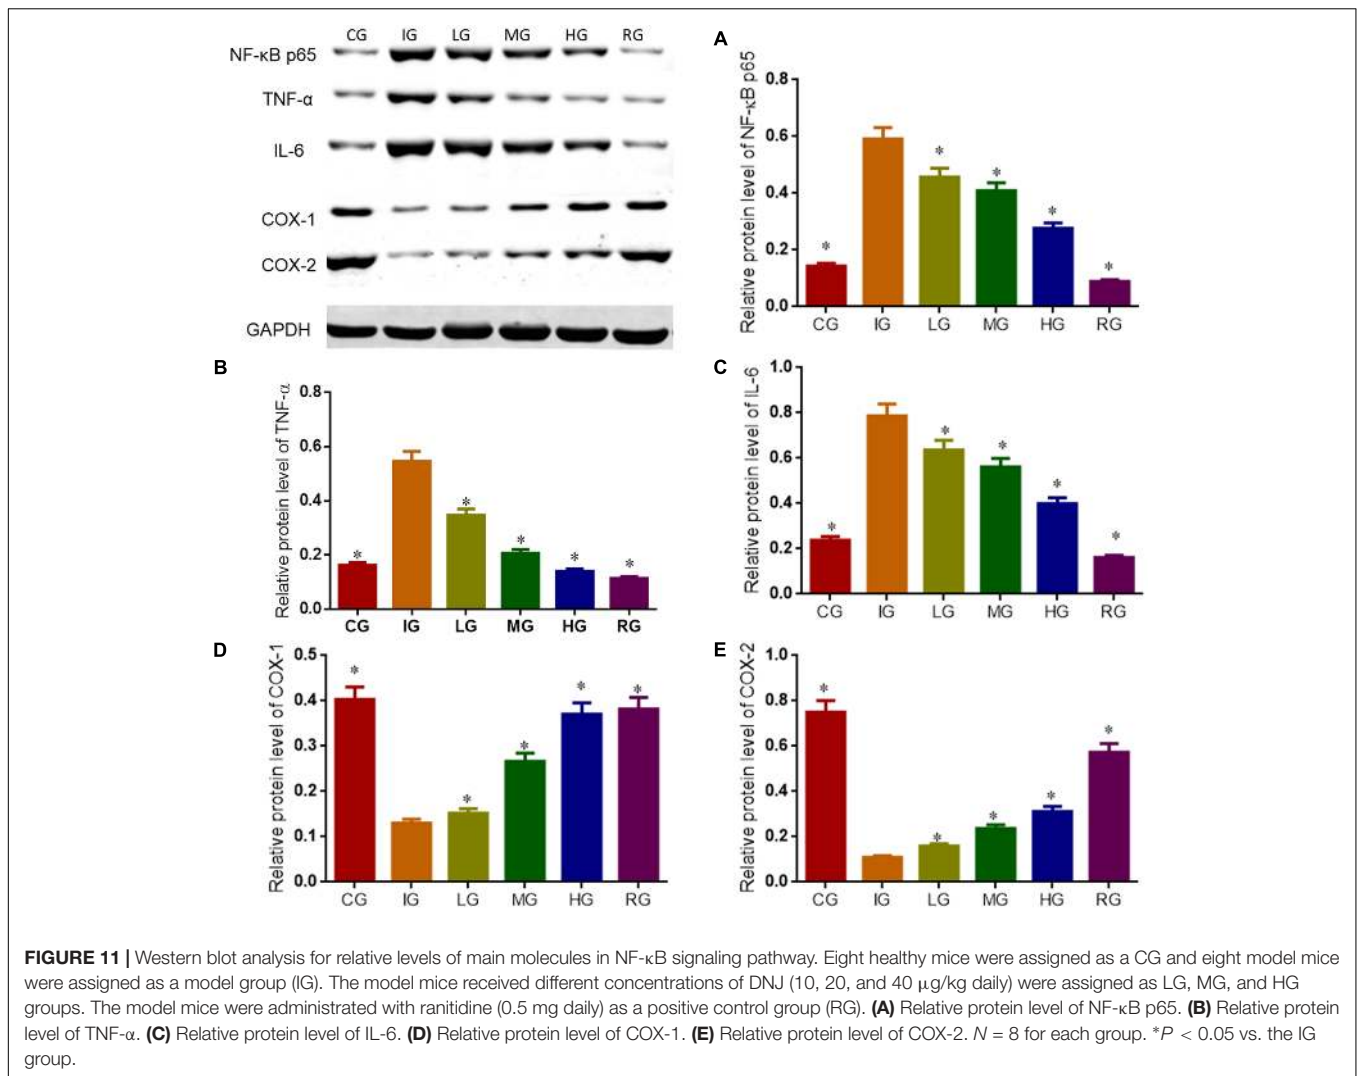 CG IG LG MG HG RG
NF-κB p65
TNF-α
IL-6
COX-1
COX-2
GAPDH
A
Relative protein level of NF-κB p65
0.8
0.6
0.4
0.2
0.0
* * * * *
CG IG LG MG HG RG
B
Relative protein level of TNF-α
0.8
0.6
0.4
0.2
0.0
* * * * *
CG IG LG MG HG RG
C
Relative protein level of IL-6
1.0
0.8
0.6
0.4
0.2
0.0
* * * * *
CG IG LG MG HG RG
D
Relative protein level of COX-1
0.5
0.4
0.3
0.2
0.1
0.0
* * * * *
CG IG LG MG HG RG
E
Relative protein level of COX-2
1.0
0.8
0.6
0.4
0.2
0.0
* * * * *
CG IG LG MG HG RG
FIGURE 11 | Western blot analysis for relative levels of main molecules in NF-κB signaling pathway. Eight healthy mice were assigned as a CG and eight model mice
were assigned as a model group (IG). The model mice received different concentrations of DNJ (10, 20, and 40 μg/kg daily) were assigned as LG, MG, and HG
groups. The model mice were administrated with ranitidine (0.5 mg daily) as a positive control group (RG). (A) Relative protein level of NF-κB p65. (B) Relative protein
level of TNF-α. (C) Relative protein level of IL-6. (D) Relative protein level of COX-1. (E) Relative protein level of COX-2. N = 8 for each group. *P < 0.05 vs. the IG
group.